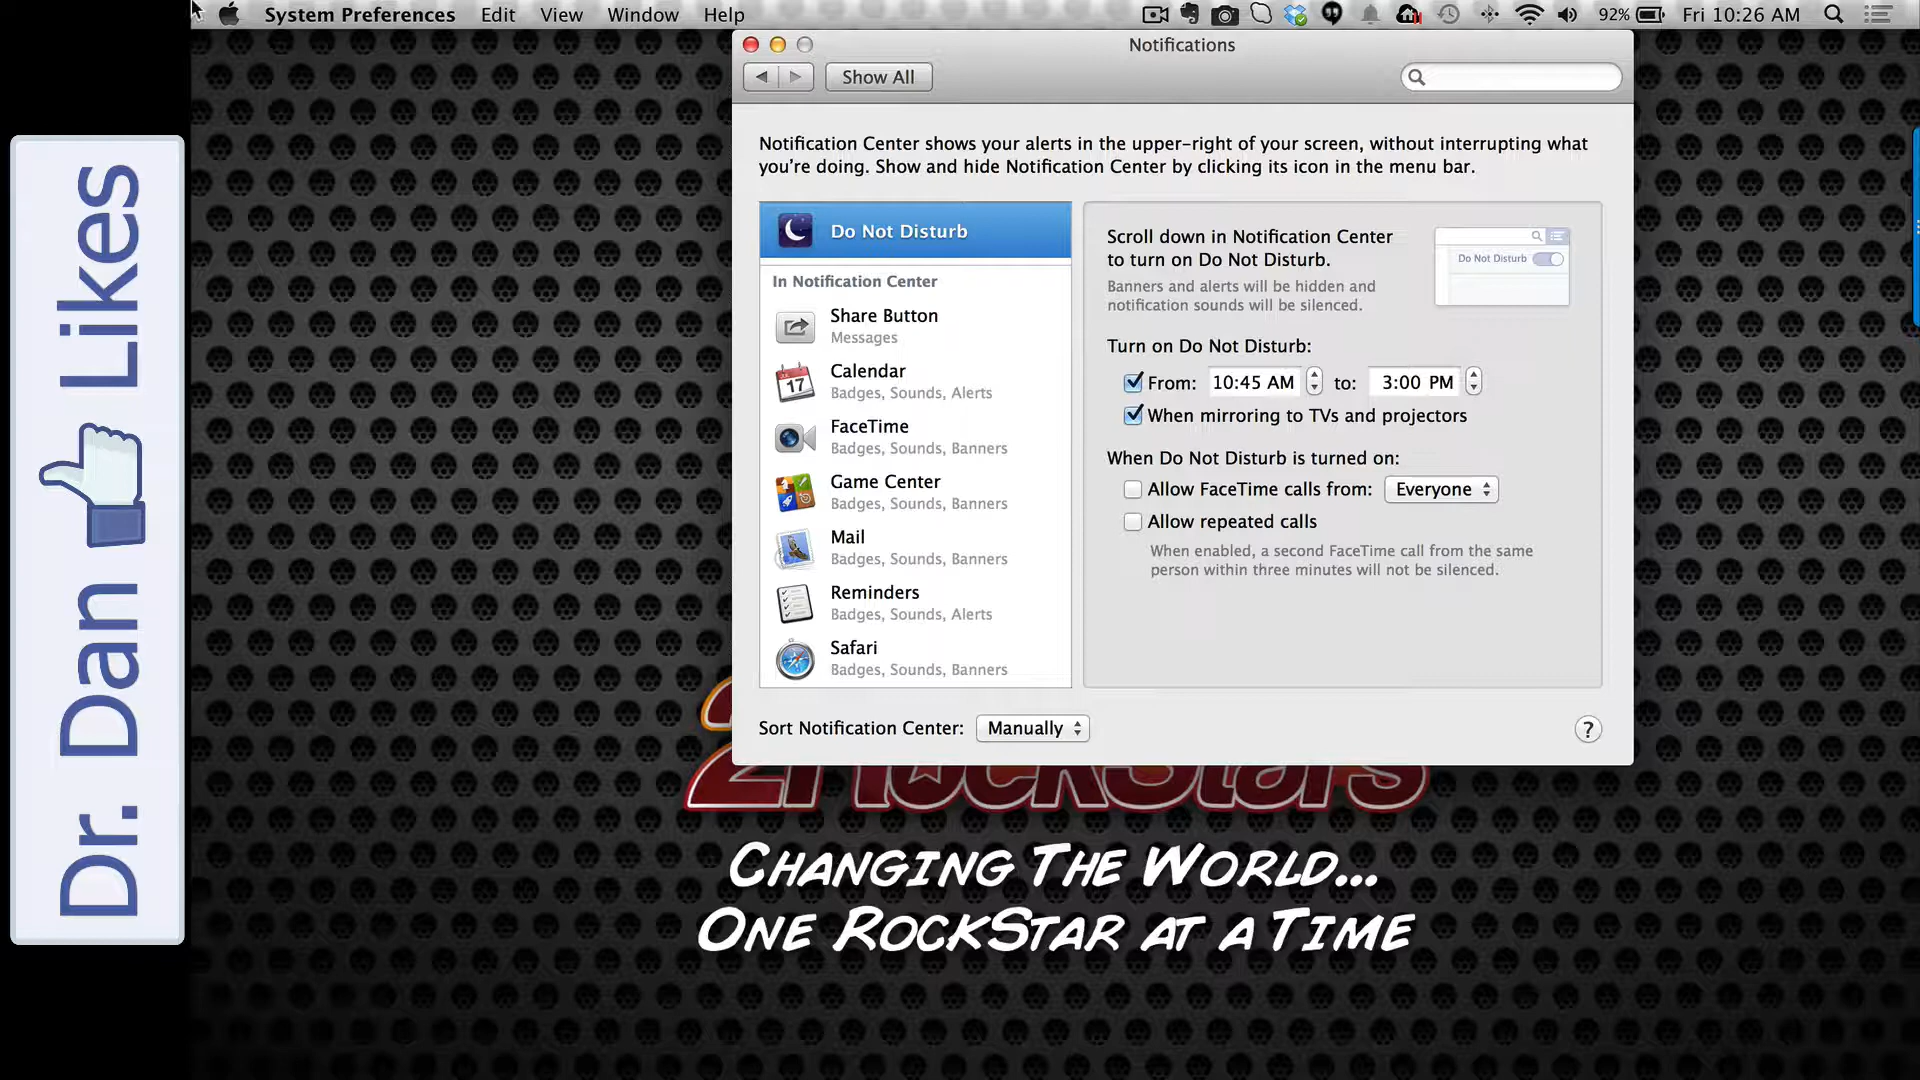 System Preferences Edit View Window Help
92% Fri 10:26 AM
Notifications
Show All
Notification Center shows your alerts in the upper-right of your screen, without interrupting what
you're doing. Show and hide Notification Center by clicking its icon in the menu bar.
Do Not Disturb
In Notification Center
Share Button
Messages
17
Calendar
Badges, Sounds, Alerts
FaceTime
Badges, Sounds, Banners
Game Center
Badges, Sounds, Banners
Mail
Badges, Sounds, Banners
Reminders
Badges, Sounds, Alerts
Safari
Badges, Sounds, Banners
Scroll down in Notification Center
to turn on Do Not Disturb.
Banners and alerts will be hidden and
notification sounds will be silenced.
Do Not Disturb
Turn on Do Not Disturb:
From: 10:45 AM to: 3:00 PM
When mirroring to TVs and projectors
When Do Not Disturb is turned on:
Allow FaceTime calls from: Everyone
Allow repeated calls
When enabled, a second FaceTime call from the same
person within three minutes will not be silenced.
Sort Notification Center: Manually
?
Dr. Dan Likes
2RockStars
Changing The World...
One RockStar at a Time